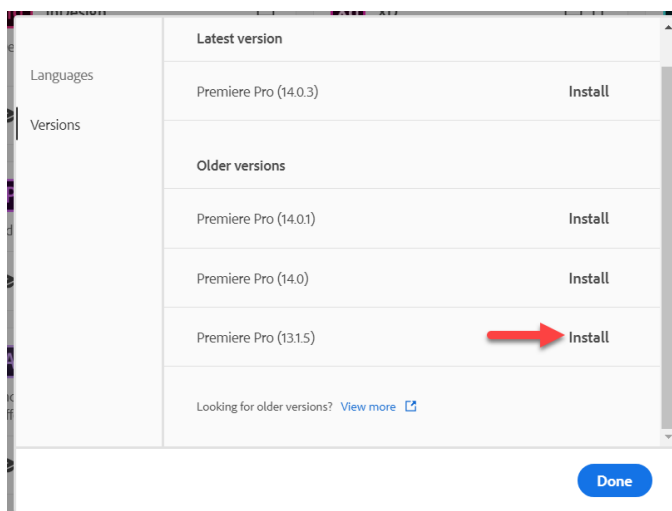 Latest version
Languages
Premiere Pro (14.0.3) Install
Versions
Older versions
Premiere Pro (14.0.1) Install
Premiere Pro (14.0) Install
Premiere Pro (13.1.5) Install
Looking for older versions? View more
Done